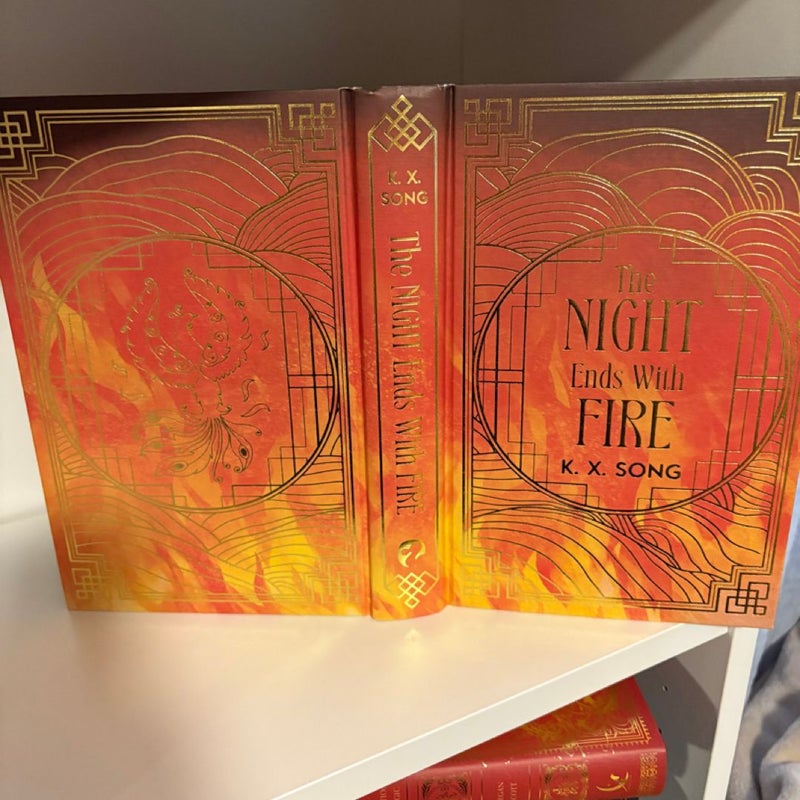 K. X.
SONG
The NIGHT Ends With FIRE
The
NIGHT
Ends With
FIRE
K. X. SONG